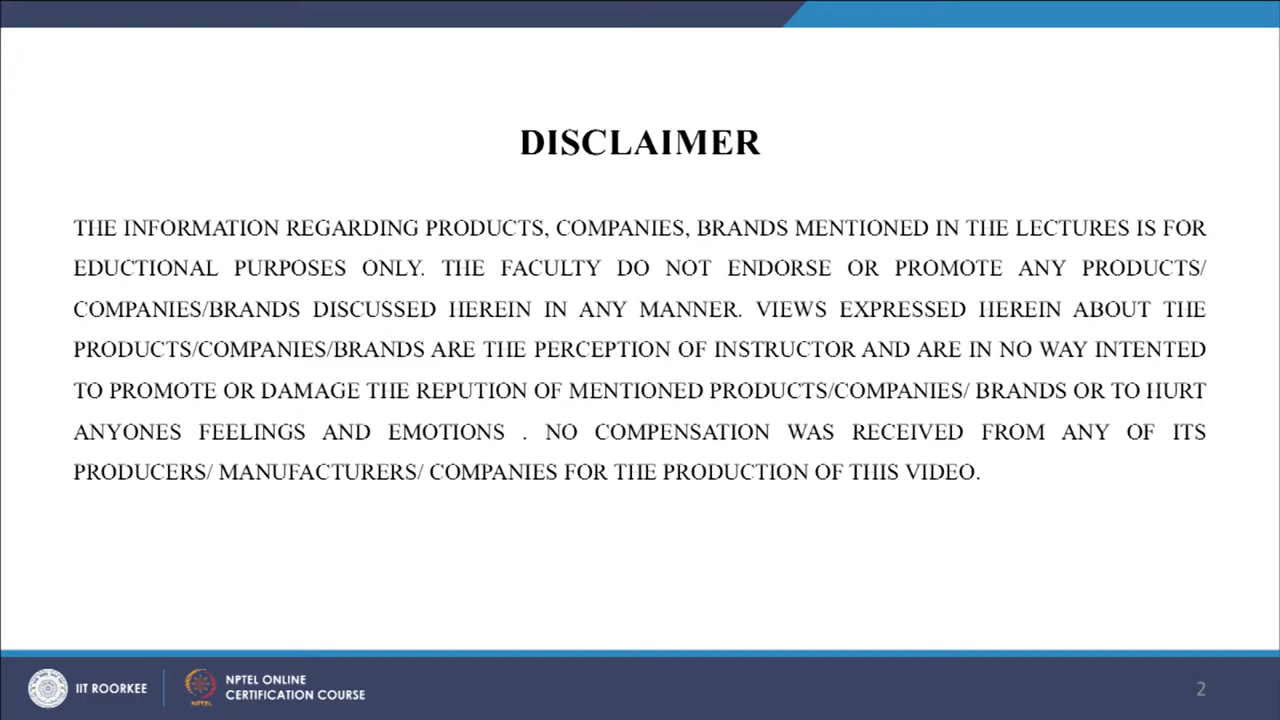 DISCLAIMER
THE INFORMATION REGARDING PRODUCTS, COMPANIES, BRANDS MENTIONED IN THE LECTURES IS FOR
EDUCTIONAL PURPOSES ONLY. THE FACULTY DO NOT ENDORSE OR PROMOTE ANY PRODUCTS/
COMPANIES/BRANDS DISCUSSED HEREIN IN ANY MANNER. VIEWS EXPRESSED HEREIN ABOUT THE
PRODUCTS/COMPANIES/BRANDS ARE THE PERCEPTION OF INSTRUCTOR AND ARE IN NO WAY INTENTED
TO PROMOTE OR DAMAGE THE REPUTION OF MENTIONED PRODUCTS/COMPANIES/ BRANDS OR TO HURT
ANYONES FEELINGS AND EMOTIONS . NO COMPENSATION WAS RECEIVED FROM ANY OF ITS
PRODUCERS/ MANUFACTURERS/ COMPANIES FOR THE PRODUCTION OF THIS VIDEO.
IIT ROORKEE
NPTEL
NPTEL ONLINE
CERTIFICATION COURSE
2